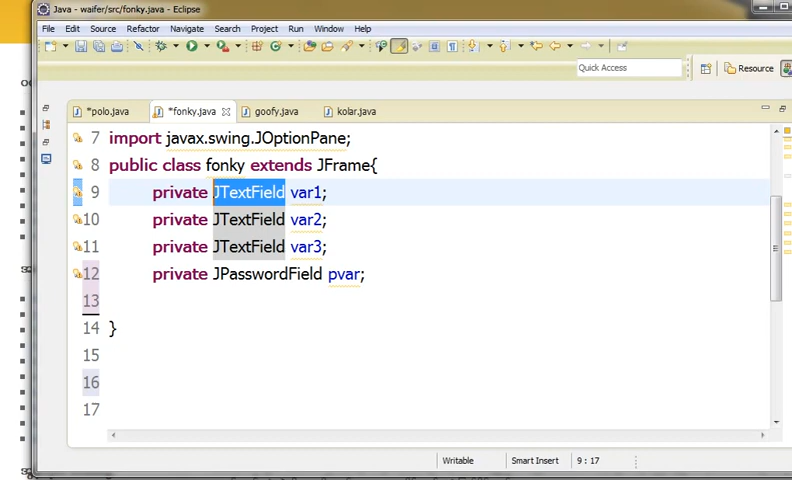 Java - waifer/src/fonky.java - Eclipse
File Edit Source Refactor Navigate Search Project Run Window Help
Quick Access
Resource
*polo.java *fonky.java goofy.java kolar.java
7 import javax.swing.JOptionPane;
8 public class fonky extends JFrame{
9 private JTextField var1;
10 private JTextField var2;
11 private JTextField var3;
12 private JPasswordField pvar;
13
14 }
15
16
17
Writable Smart Insert 9 : 17